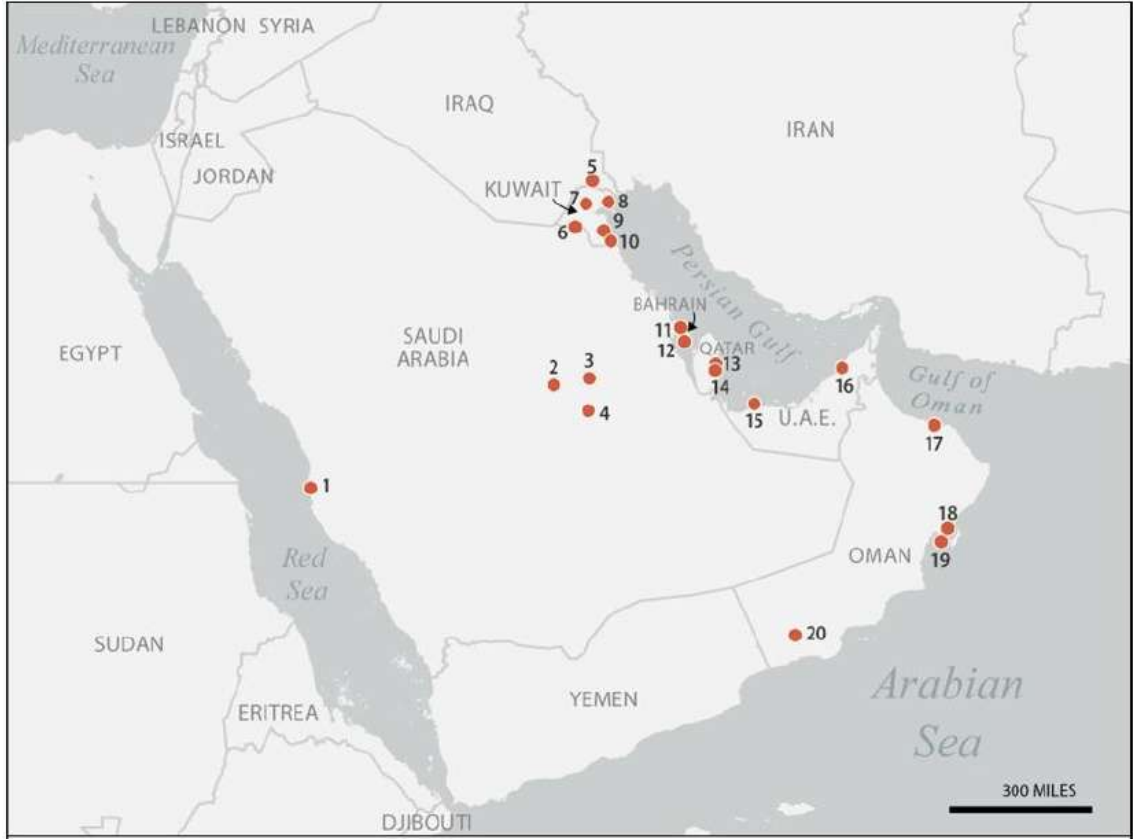 LEBANON SYRIA
Mediterranean
Sea
IRAQ
IRAN
ISRAEL
JORDAN
5
KUWAIT
7
8
6
9
10
Persian Gulf
BAHRAIN
11
12
QATAR
13
14
SAUDI
ARABIA
EGYPT
2
3
4
16
15
U.A.E.
Gulf of
Oman
17
1
18
19
OMAN
Red
Sea
20
SUDAN
YEMEN
ERITREA
Arabian
Sea
300 MILES
DJIBOUTI